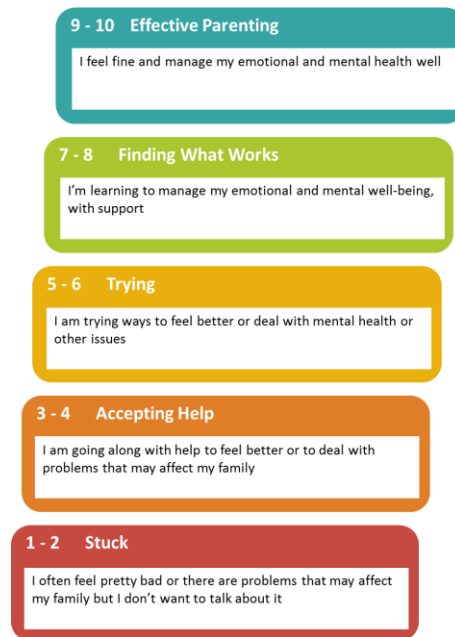 9 - 10 Effective Parenting
I feel fine and manage my emotional and mental health well
7 - 8 Finding What Works
I'm learning to manage my emotional and mental well-being,
with support
5 - 6 Trying
I am trying ways to feel better or deal with mental health or
other issues
3 - 4 Accepting Help
I am going along with help to feel better or to deal with
problems that may affect my family
1 - 2 Stuck
I often feel pretty bad or there are problems that may affect
my family but I don't want to talk about it